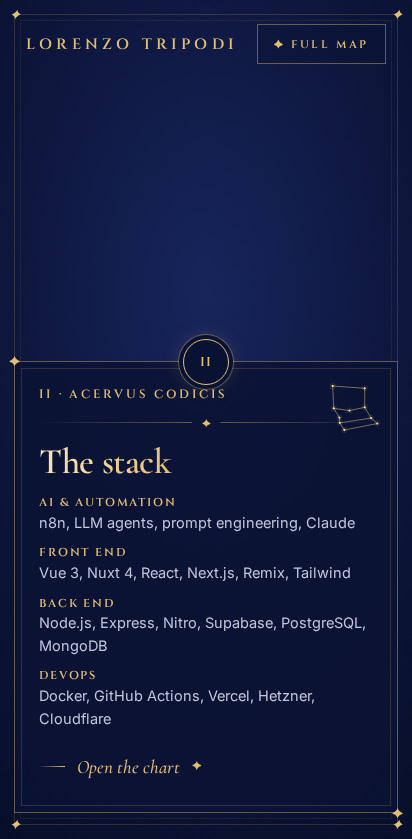 LORENZO TRIPODI
✦ FULL MAP
II
II · ACERVUS CODICIS
The stack
AI & AUTOMATION
n8n, LLM agents, prompt engineering, Claude
FRONT END
Vue 3, Nuxt 4, React, Next.js, Remix, Tailwind
BACK END
Node.js, Express, Nitro, Supabase, PostgreSQL,
MongoDB
DEVOPS
Docker, GitHub Actions, Vercel, Hetzner,
Cloudflare
Open the chart ✦